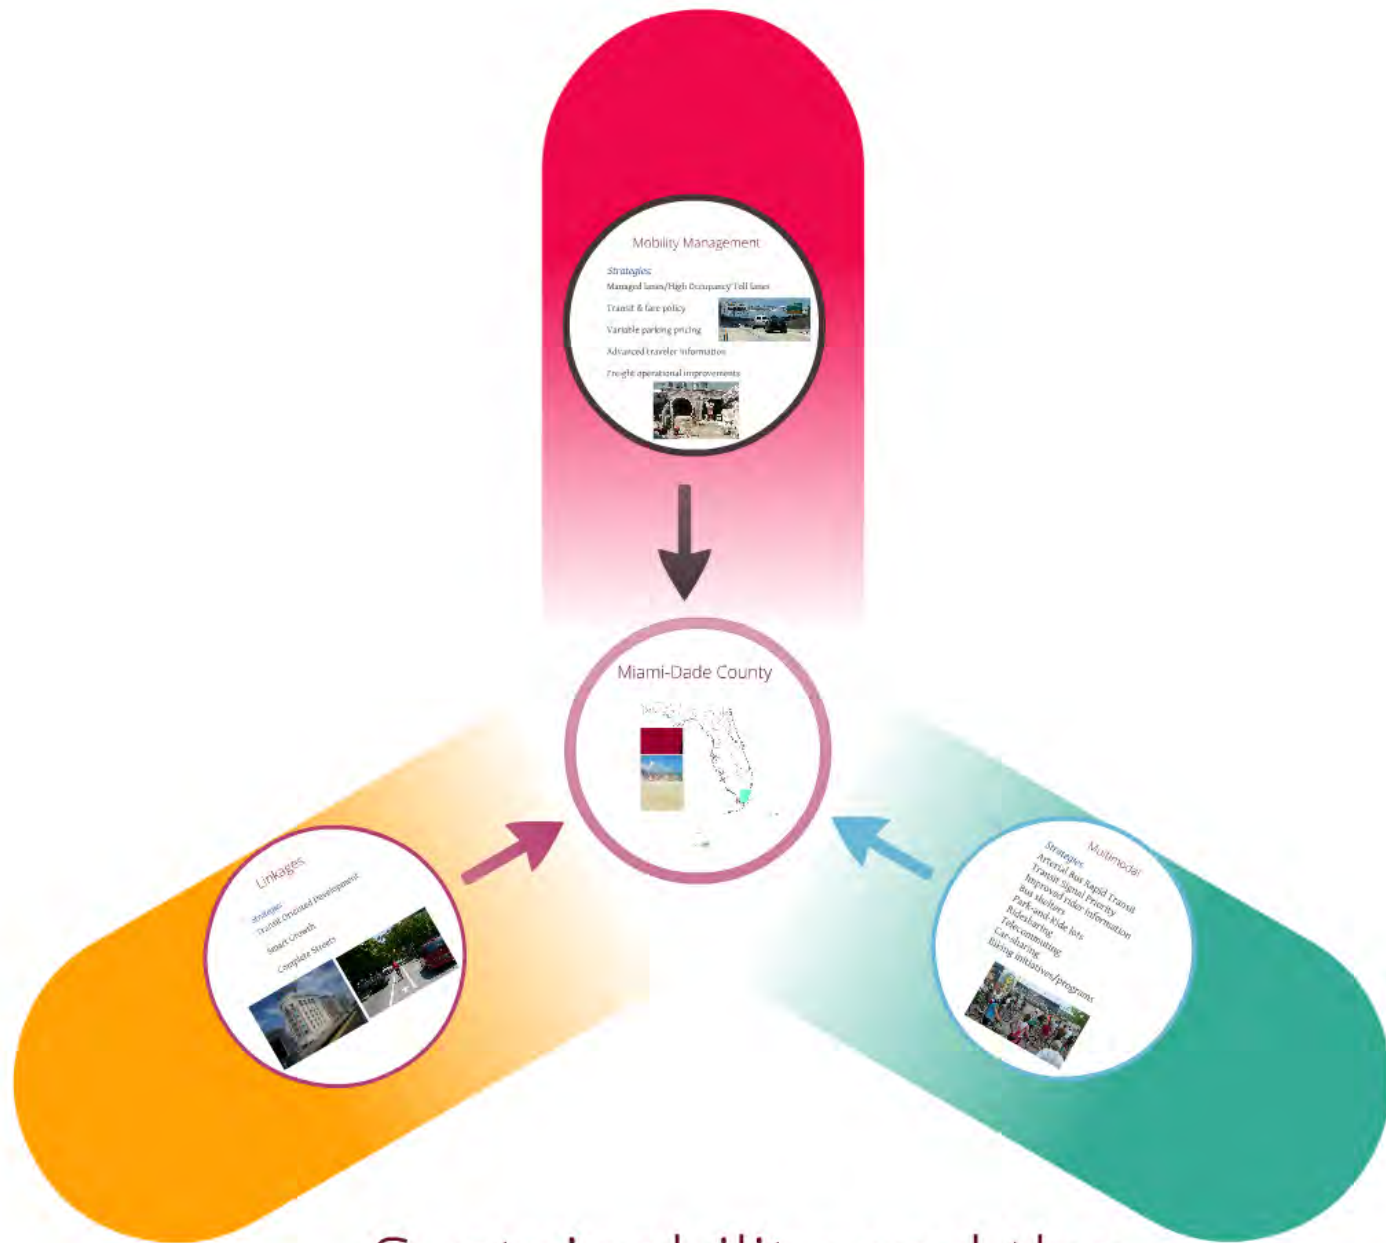 Mobility Management
Strategies:
Managed lanes/High Occupancy Toll lanes
Transit & fare policy
Variable parking pricing
Advanced traveler information
Freight operational improvements
Miami-Dade County
Linkages
Strategies:
Transit Oriented Development
Smart Growth
Complete Streets
Multimodal
Strategies
Arterial Bus Rapid Transit
Transit Signal Priority
Improved rider information
Bus shelters
Park-and-Ride lots
Ridesharing
Telecommuting
Car-sharing
Biking initiatives/programs
Sustainability and the